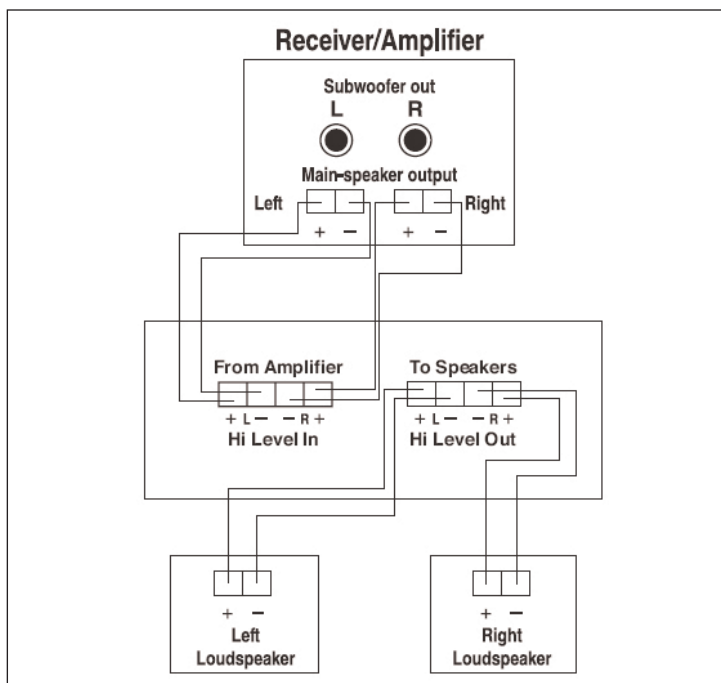 Receiver/Amplifier
Subwoofer out
L R
Main-speaker output
Left Right
+ − + −
From Amplifier To Speakers
+ L − − R + + L − − R +
Hi Level In Hi Level Out
+ − + −
Left Right
Loudspeaker Loudspeaker